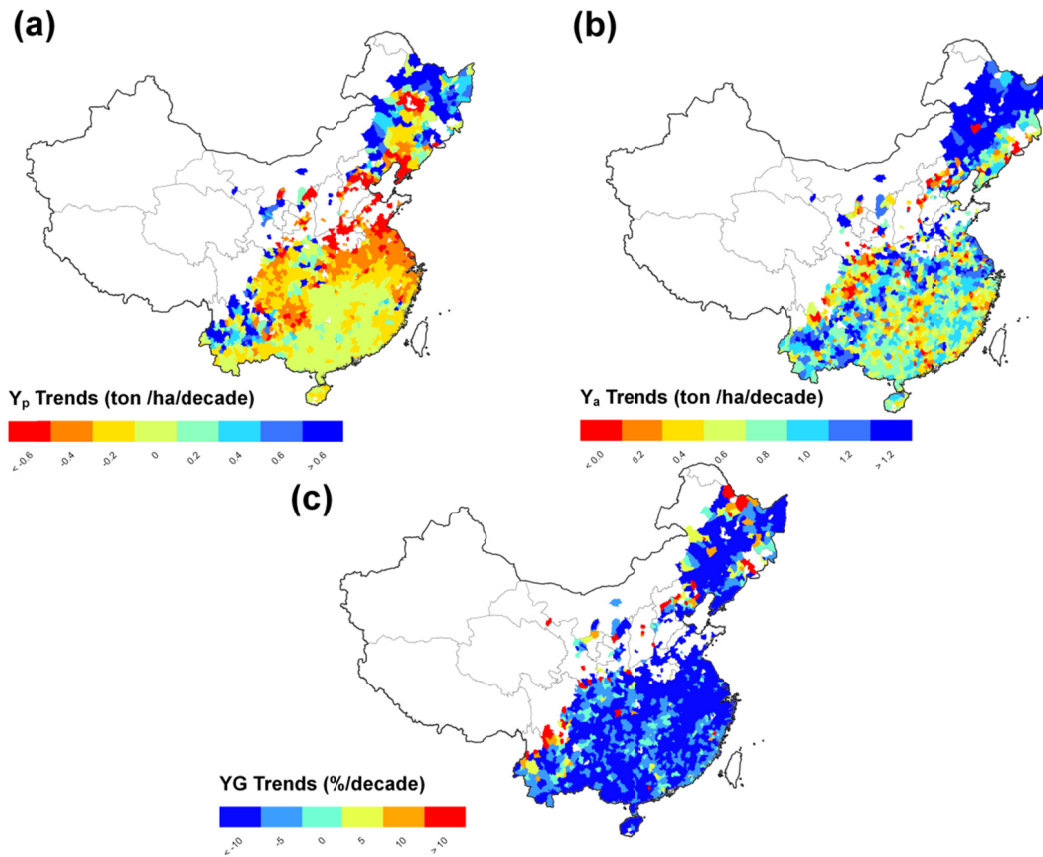 (a)
(b)
Yp Trends (ton /ha/decade)
< -0.6 -0.4 -0.2 0 0.2 0.4 0.6 > 0.6
Ya Trends (ton /ha/decade)
< 0.0 0.2 0.4 0.6 0.8 1.0 1.2 > 1.2
(c)
YG Trends (%/decade)
< -10 -5 0 5 10 > 10